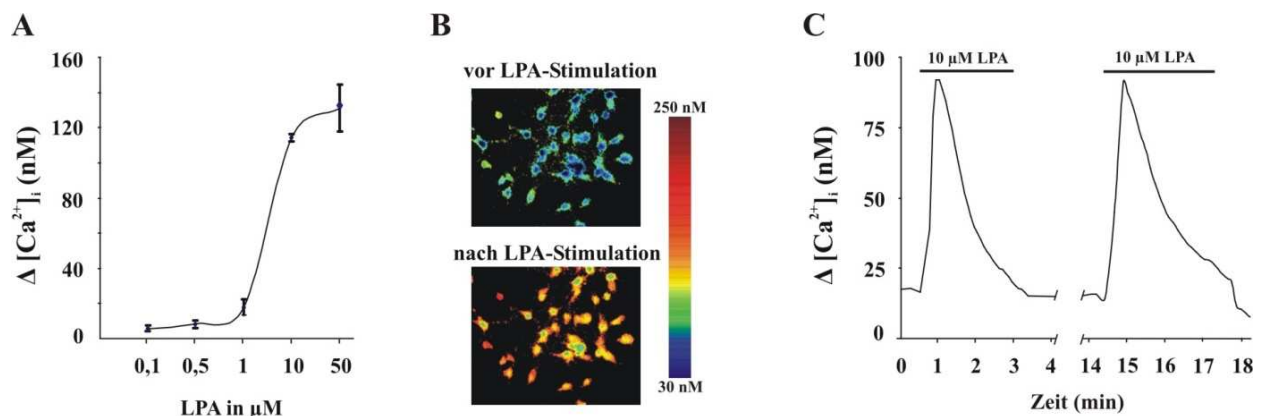 A
160
120
80
40
0
Δ [Ca²⁺]ᵢ (nM)
0,1 0,5 1 10 50
LPA in µM
B
vor LPA-Stimulation
250 nM
nach LPA-Stimulation
30 nM
C
10 µM LPA 10 µM LPA
100
75
50
25
0
Δ [Ca²⁺]ᵢ (nM)
0 1 2 3 4 14 15 16 17 18
Zeit (min)